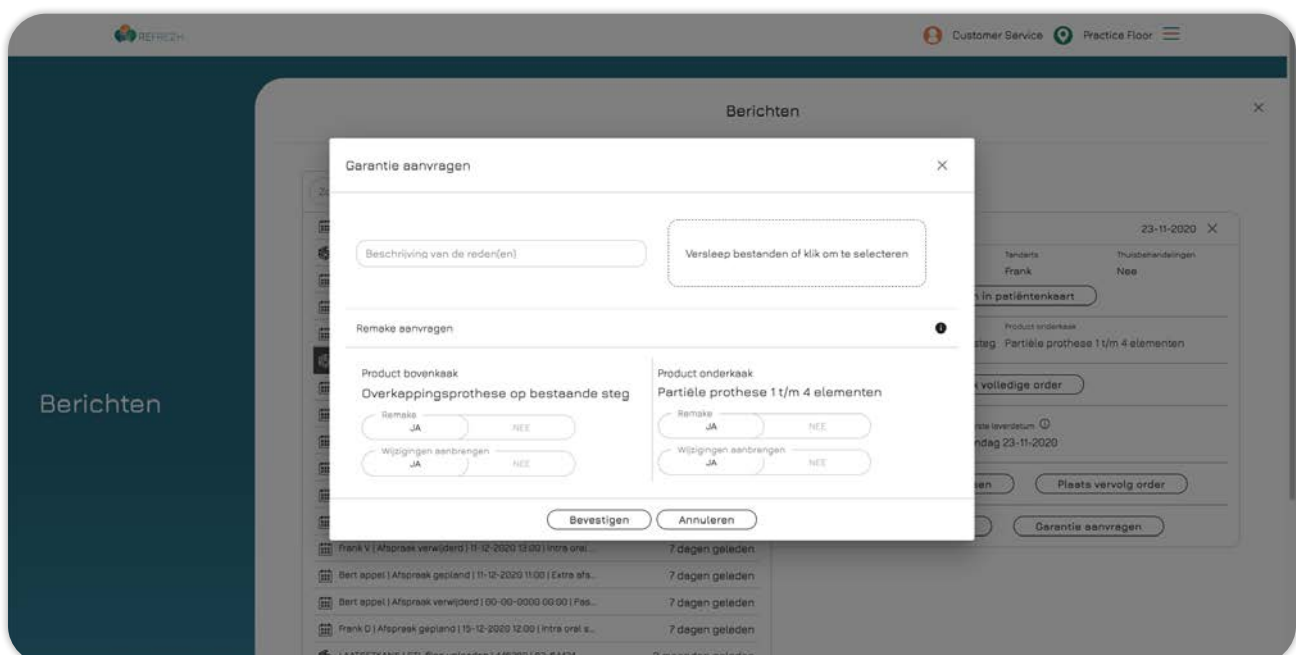 REFREZH
Customer Service
Practice Floor
Berichten
Berichten
Garantie aanvragen
Beschrijving van de reden(en)
Versleep bestanden of klik om te selecteren
Remake aanvragen
Product bovenkaak
Overkappingsprothese op bestaande steg
Remake
JA NEE
Wijzigingen aanbrengen
JA NEE
Product onderkaak
Partiële prothese 1 t/m 4 elementen
Remake
JA NEE
Wijzigingen aanbrengen
JA NEE
Bevestigen
Annuleren
23-11-2020
Tandarts
Frank
Thuisbehandelingen
Nee
in patiëntenkaart
Product onderkaak
steg Partiële prothese 1 t/m 4 elementen
volledige order
leverdatum
23-11-2020
Plaats vervolg order
Garantie aanvragen
Frank V | Afspraak verwijderd | 11-12-2020 13:00 | Intra oral ... 7 dagen geleden
Bert appel | Afspraak gepland | 11-12-2020 11:00 | Extra afs... 7 dagen geleden
Bert appel | Afspraak verwijderd | 00-00-0000 00:00 | Pas... 7 dagen geleden
Frank D | Afspraak gepland | 15-12-2020 12:00 | Intra oral s... 7 dagen geleden